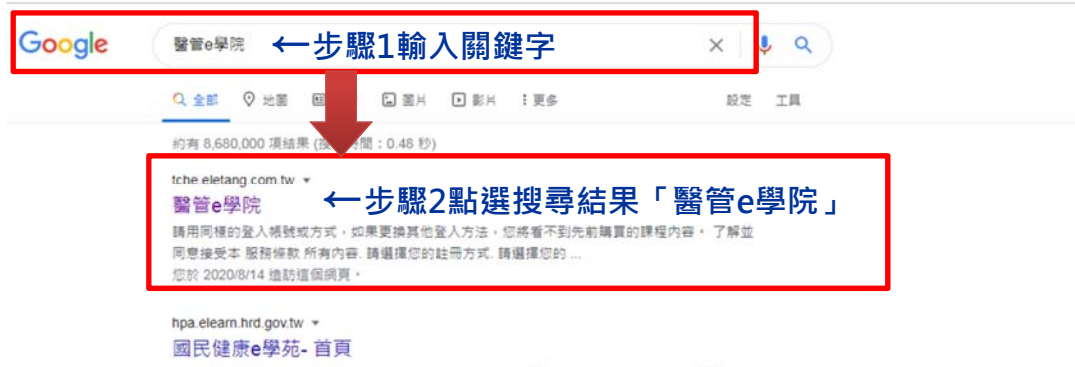 Google
醫管e學院 ←步驟1輸入關鍵字
全部 地圖 圖片 影片 更多 設定 工具
約有 8,680,000 項結果 (搜 時間：0.48 秒)
tche.eletang.com.tw
醫管e學院 ←步驟2點選搜尋結果「醫管e學院」
請用同樣的登入帳號或方式，如果更換其他登入方法，您將看不到先前購買的課程內容。 了解並
同意接受本 服務條款 所有內容. 請選擇您的註冊方式. 請選擇您的 ...
您於 2020/8/14 造訪這個網頁。
hpa.elearn.hrd.gov.tw
國民健康e學苑- 首頁